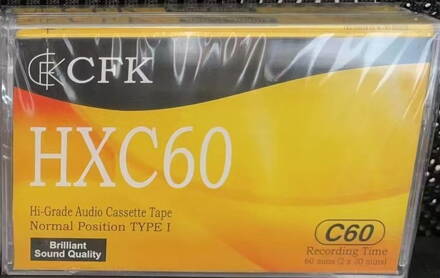 CFK
HXC60
Hi-Grade Audio Cassette Tape
Normal Position TYPE I
Brilliant
Sound Quality
C60
Recording Time
60 mins (2 x 30 mins)